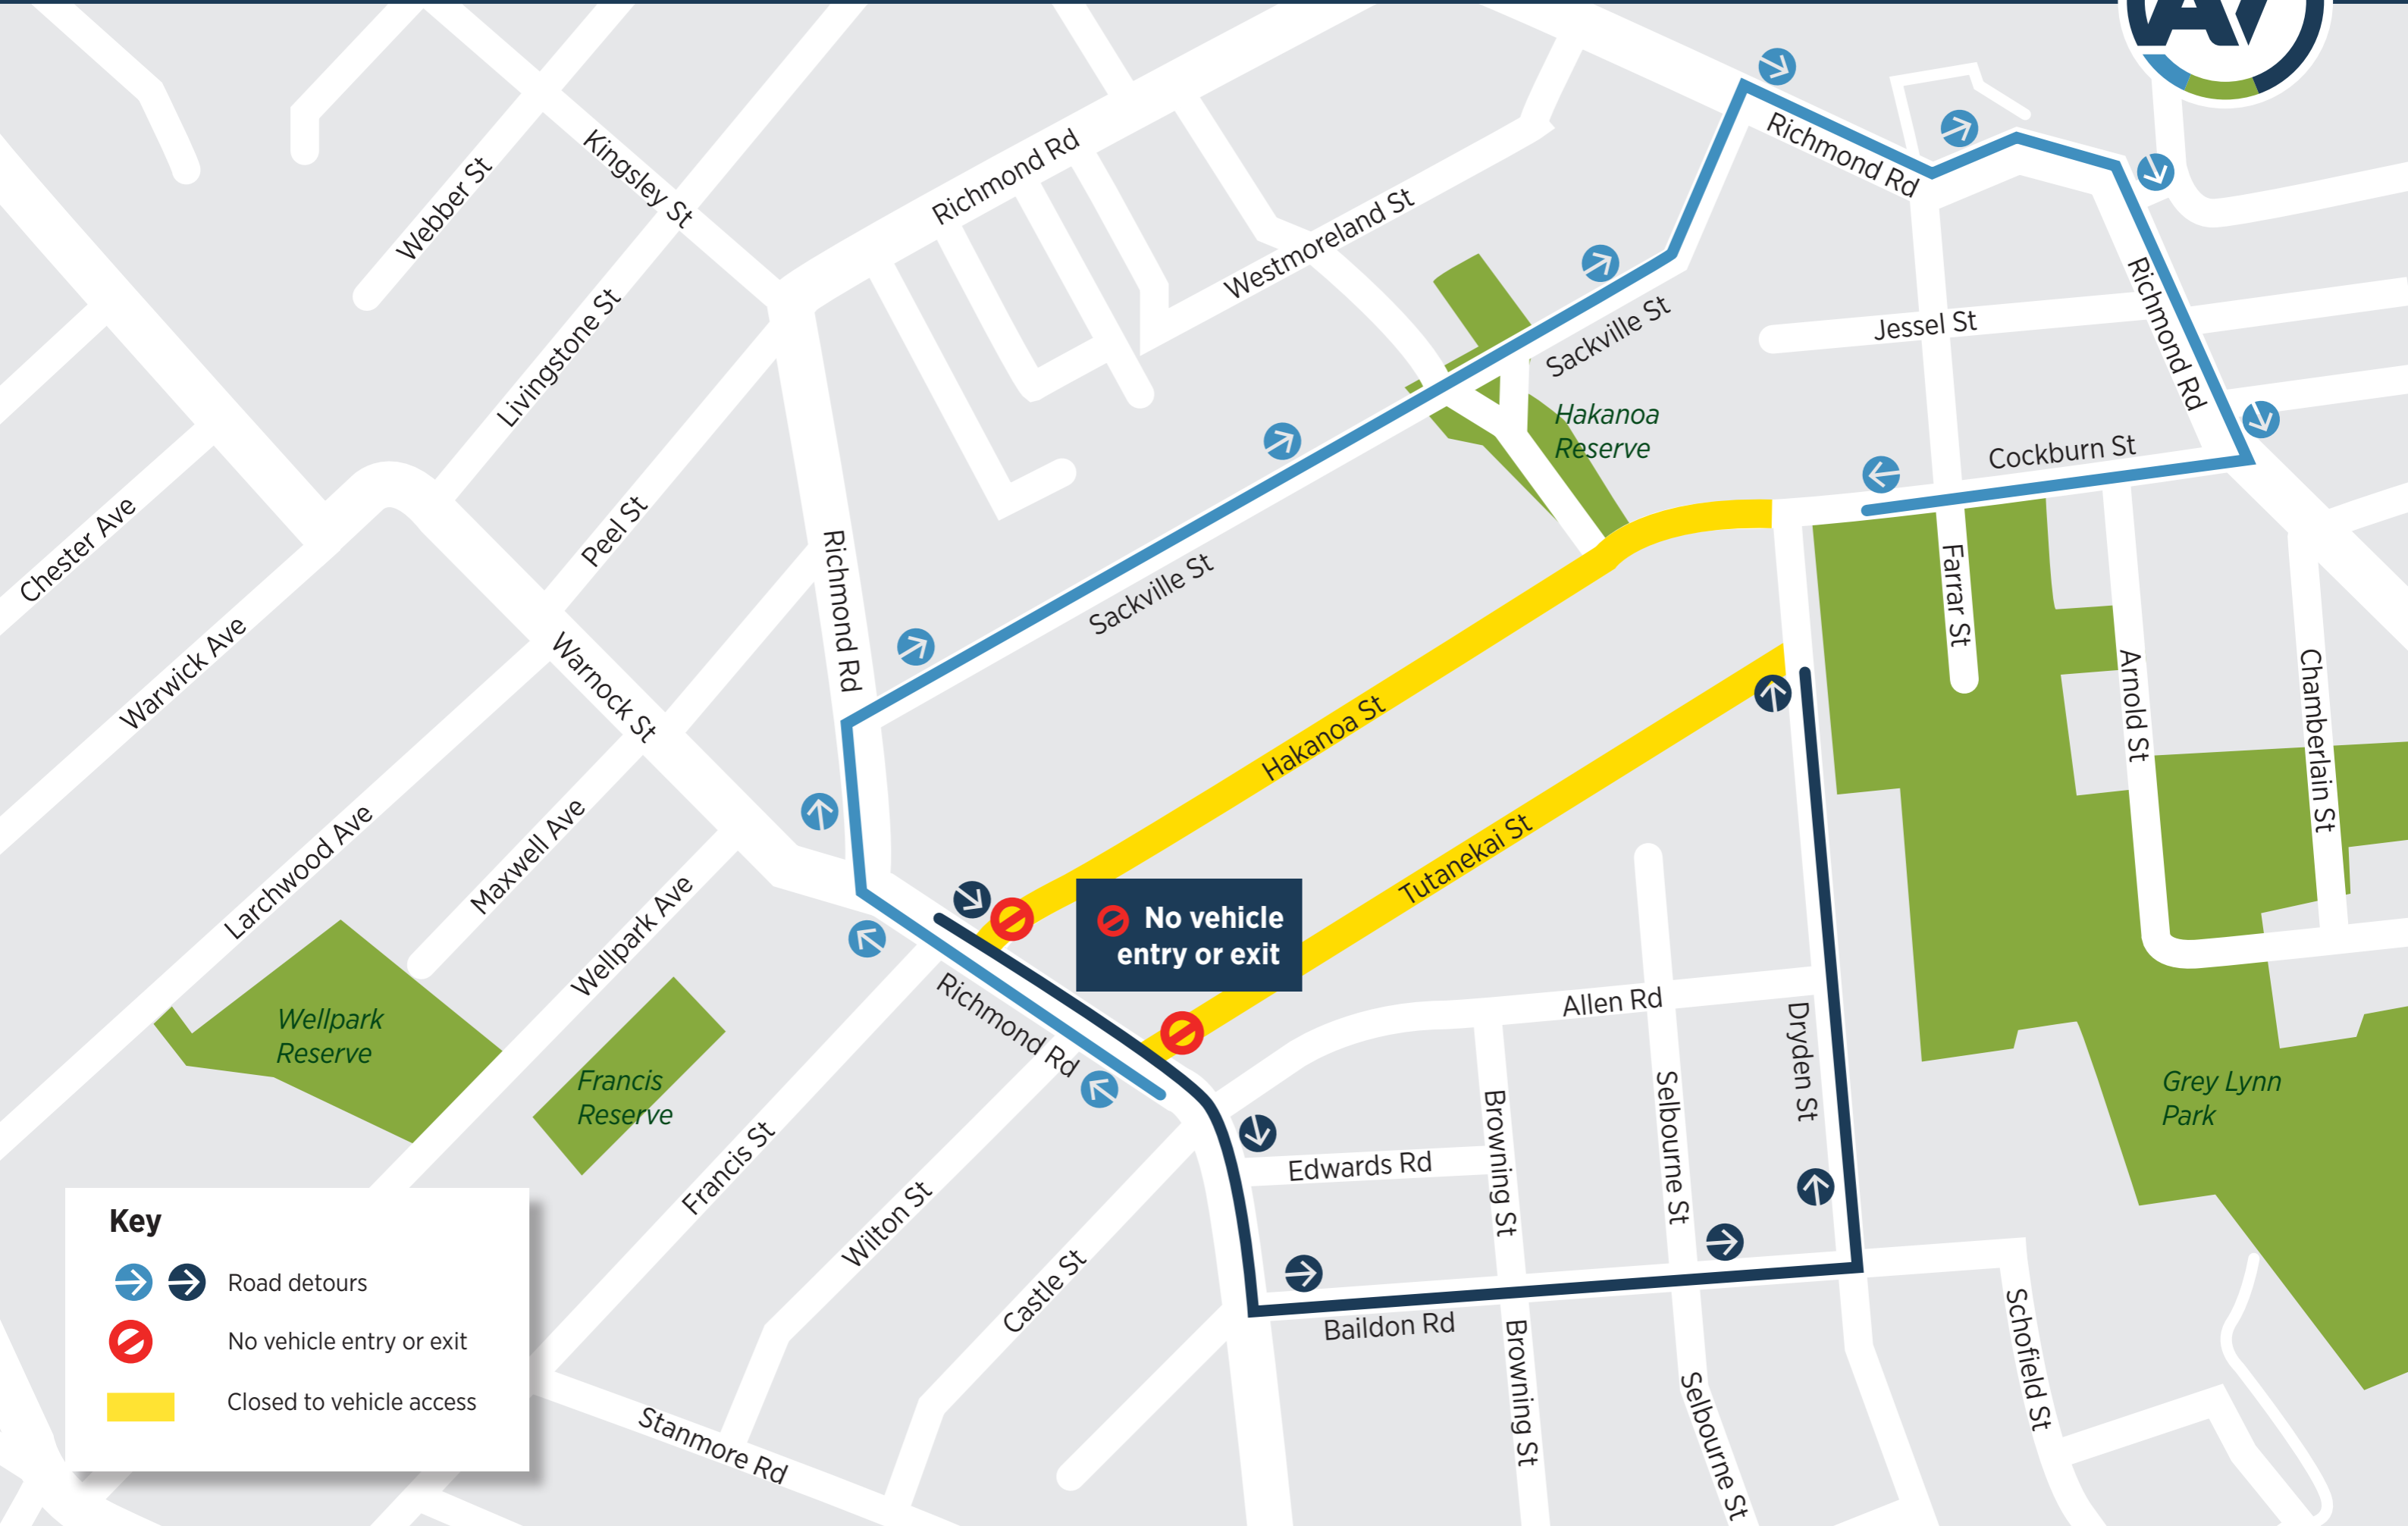 AT
Richmond Rd
Kingsley St
Webber St
Richmond Rd
Westmoreland St
Livingstone St
Sackville St
Jessel St
Richmond Rd
Hakanoa
Reserve
Cockburn St
Chester Ave
Peel St
Richmond Rd
Sackville St
Farrar St
Warwick Ave
Warnock St
Arnold St
Chamberlain St
Hakanoa St
Larchwood Ave
Maxwell Ave
Tutanekai St
Wellpark Ave
No vehicle
entry or exit
Richmond Rd
Allen Rd
Dryden St
Wellpark
Reserve
Francis
Reserve
Grey Lynn
Park
Francis St
Wilton St
Castle St
Edwards Rd
Browning St
Selbourne St
Baildon Rd
Browning St
Selbourne St
Schofield St
Stanmore Rd
Key
Road detours
No vehicle entry or exit
Closed to vehicle access